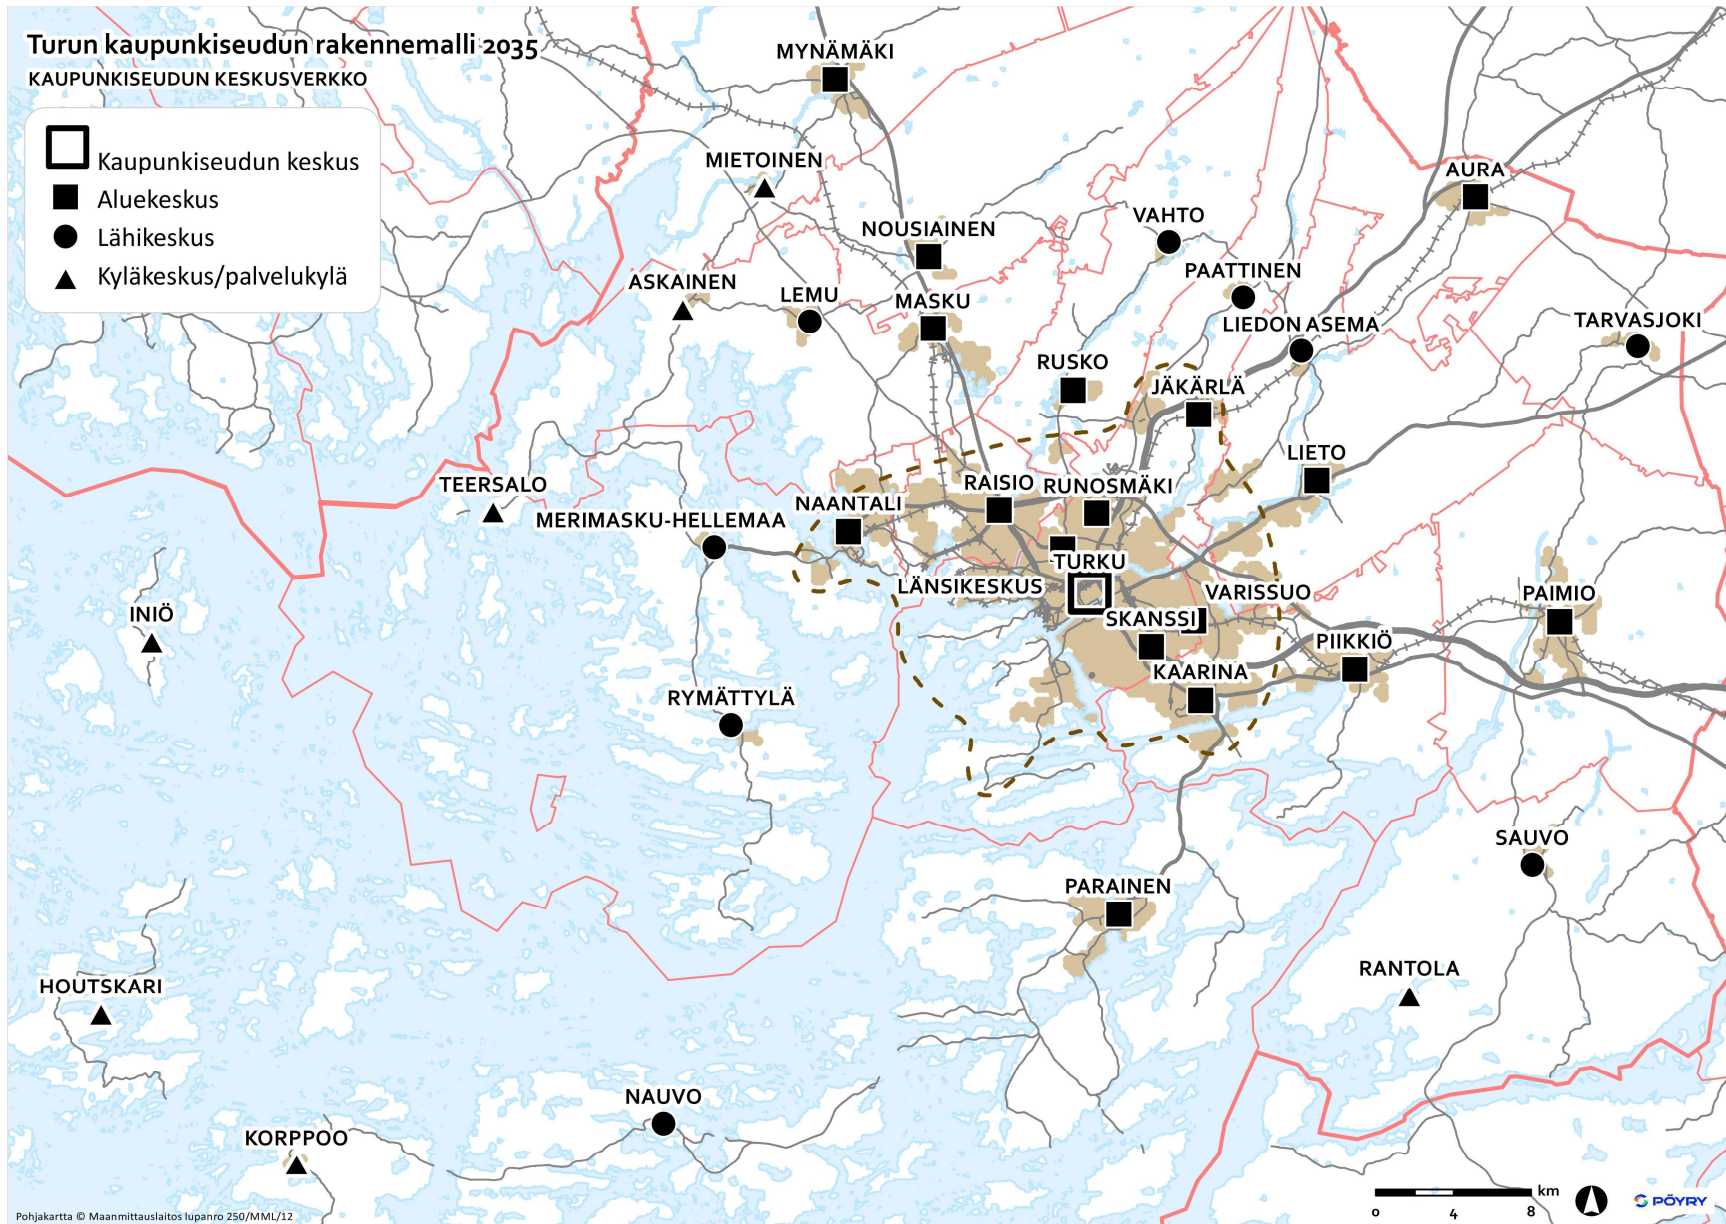 Turun kaupunkiseudun rakennemalli 2035
KAUPUNKISEUDUN KESKUSVERKKO
Kaupunkiseudun keskus
Aluekeskus
Lähikeskus
Kyläkeskus/palvelukylä
MYNÄMÄKI
MIETOINEN
AURA
VAHTO
NOUSIAINEN
PAATTINEN
ASKAINEN
LEMU
MASKU
LIEDON ASEMA
TARVASJOKI
RUSKO
JÄKÄRLÄ
LIETO
TEERSALO
RAISIO
RUNOSMÄKI
NAANTALI
MERIMASKU-HELLEMAA
TURKU
LÄNSIKESKUS
VARISSUO
PAIMIO
INIÖ
SKANSSI
PIIKKIÖ
KAARINA
RYMÄTTYLÄ
SAUVO
PARAINEN
RANTOLA
HOUTSKARI
NAUVO
KORPPOO
km
0 4 8
PÖYRY
Pohjakartta © Maanmittauslaitos lupanro 250/MML/12